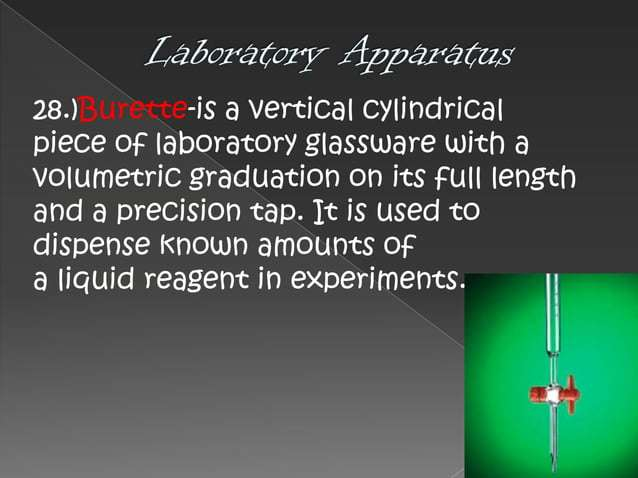 Laboratory Apparatus
28.)Burette-is a vertical cylindrical
piece of laboratory glassware with a
volumetric graduation on its full length
and a precision tap. It is used to
dispense known amounts of
a liquid reagent in experiments.